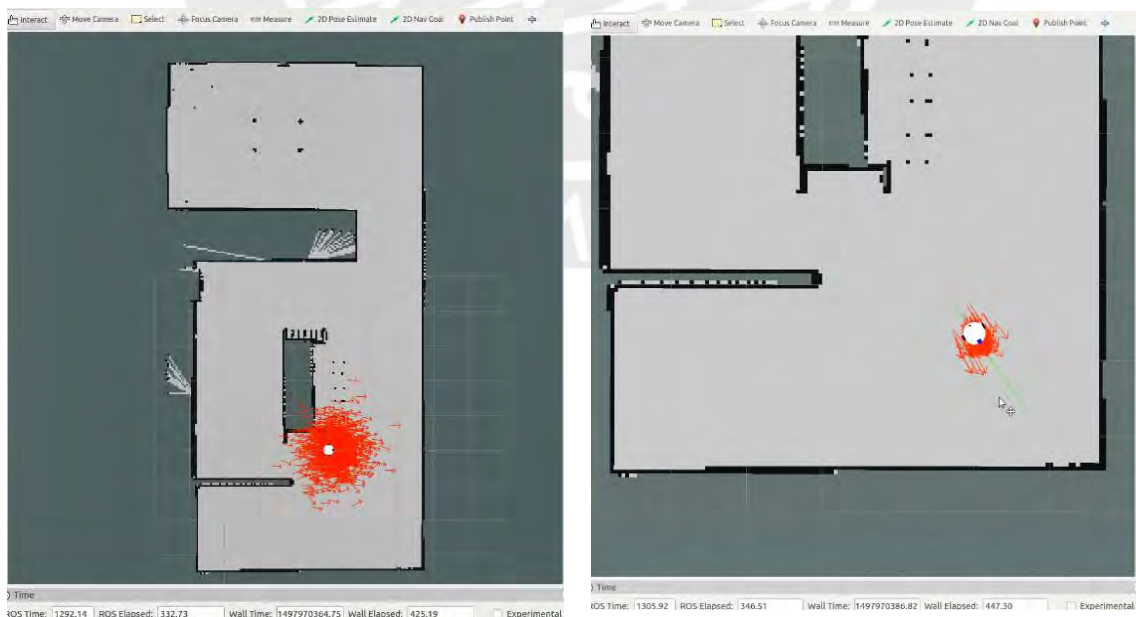 Interact Move Camera Select Focus Camera Measure 2D Pose Estimate 2D Nav Goal Publish Point
Time
ROS Time: 1292.14 ROS Elapsed: 332.73 Wall Time: 1497970364.75 Wall Elapsed: 425.19 Experimental
Interact Move Camera Select Focus Camera Measure 2D Pose Estimate 2D Nav Goal Publish Point
Time
ROS Time: 1305.92 ROS Elapsed: 346.51 Wall Time: 1497970386.82 Wall Elapsed: 447.30 Experimental